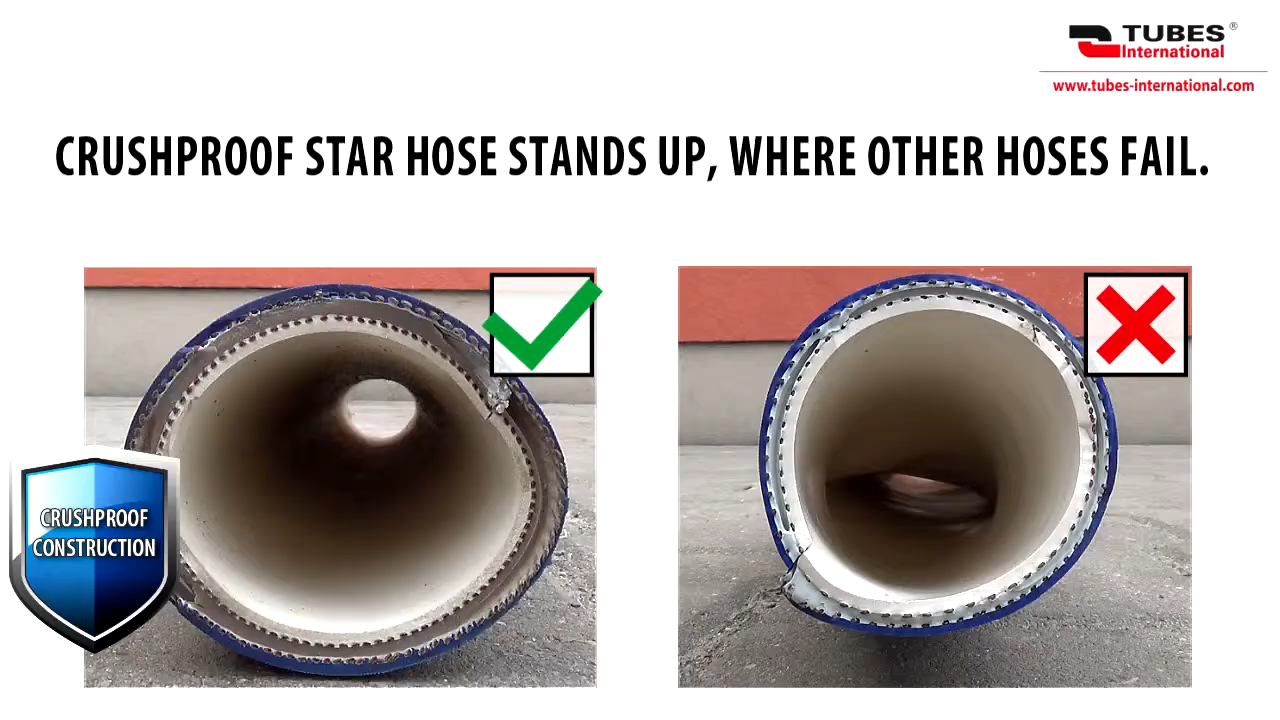 TUBES®
International
www.tubes-international.com
CRUSHPROOF STAR HOSE STANDS UP, WHERE OTHER HOSES FAIL.
CRUSHPROOF
CONSTRUCTION